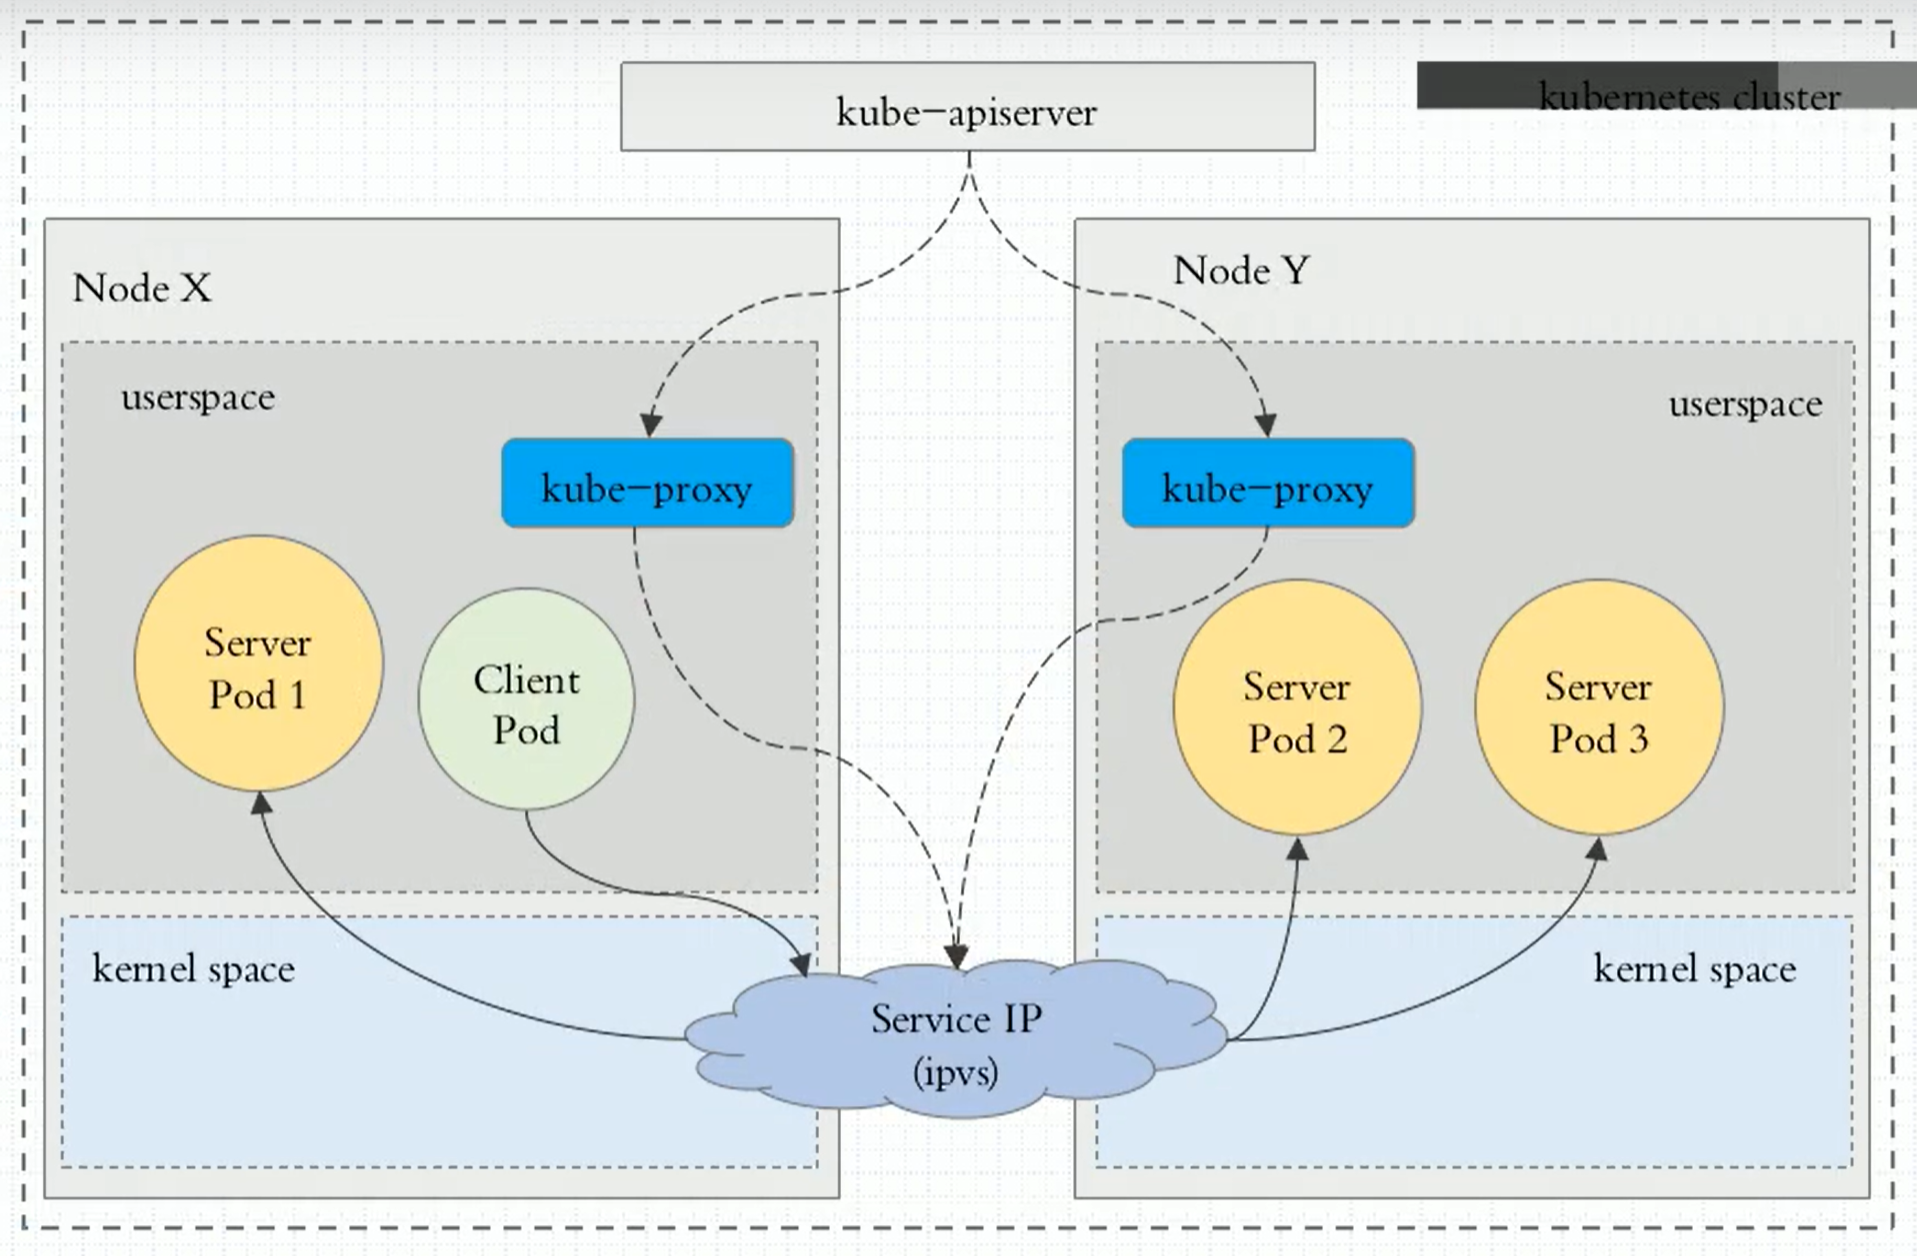 kube-apiserver
kubernetes cluster
Node X
Node Y
userspace
userspace
kube-proxy
kube-proxy
Server
Pod 1
Client
Pod
Server
Pod 2
Server
Pod 3
kernel space
kernel space
Service IP
(ipvs)